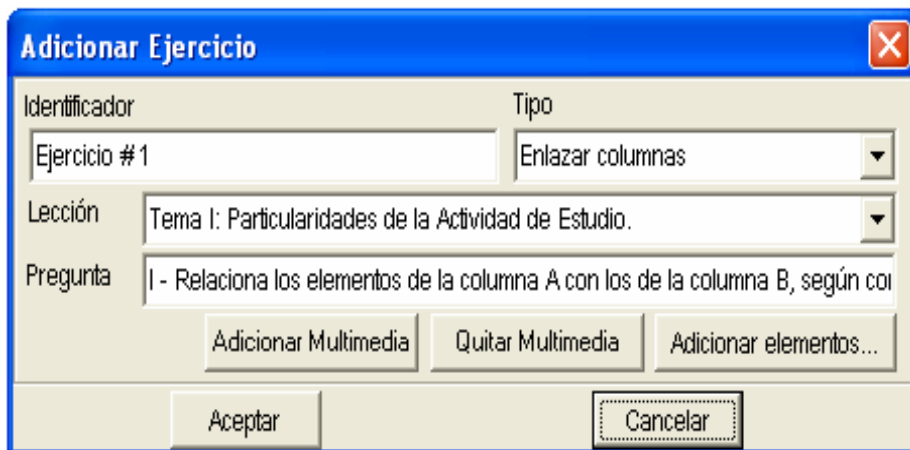 Adicionar Ejercicio
Identificador Tipo
Ejercicio #1 Enlazar columnas
Lección Tema I: Particularidades de la Actividad de Estudio.
Pregunta I - Relaciona los elementos de la columna A con los de la columna B, según
Adicionar Multimedia Quitar Multimedia Adicionar elementos...
Aceptar Cancelar